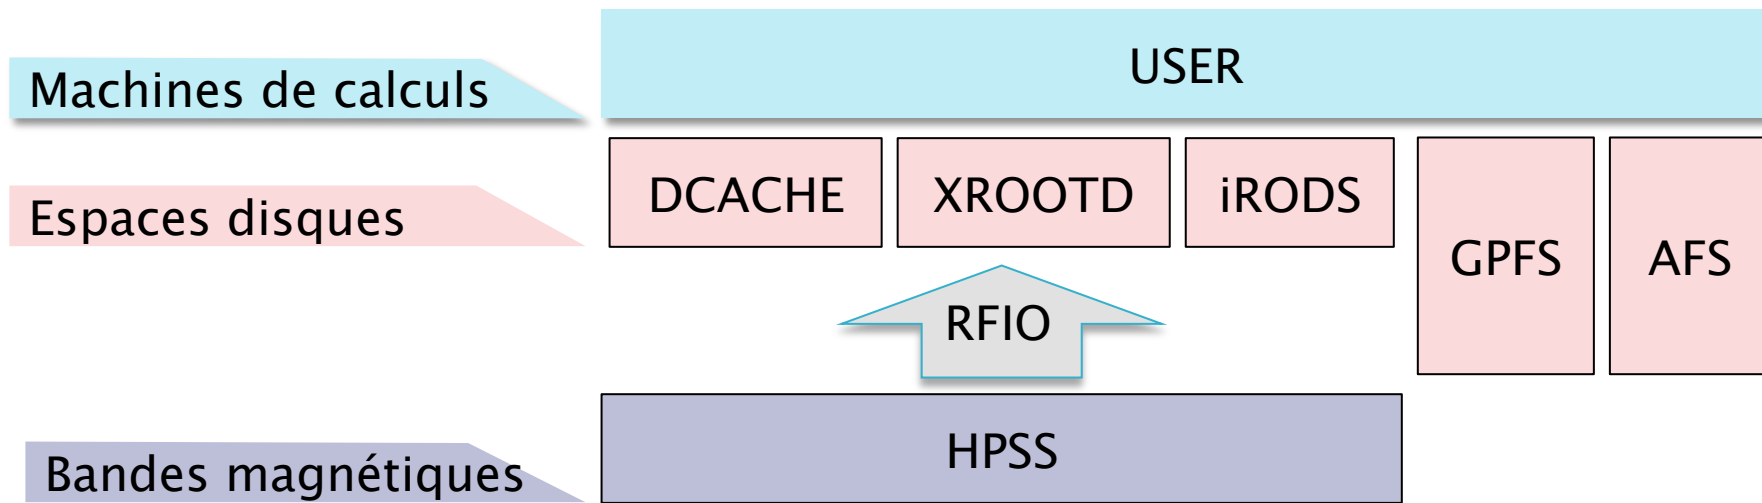 USER
Machines de calculs
DCACHE
XROOTD
iRODS
Espaces disques
GPFS
AFS
RFIO
HPSS
Bandes magnétiques